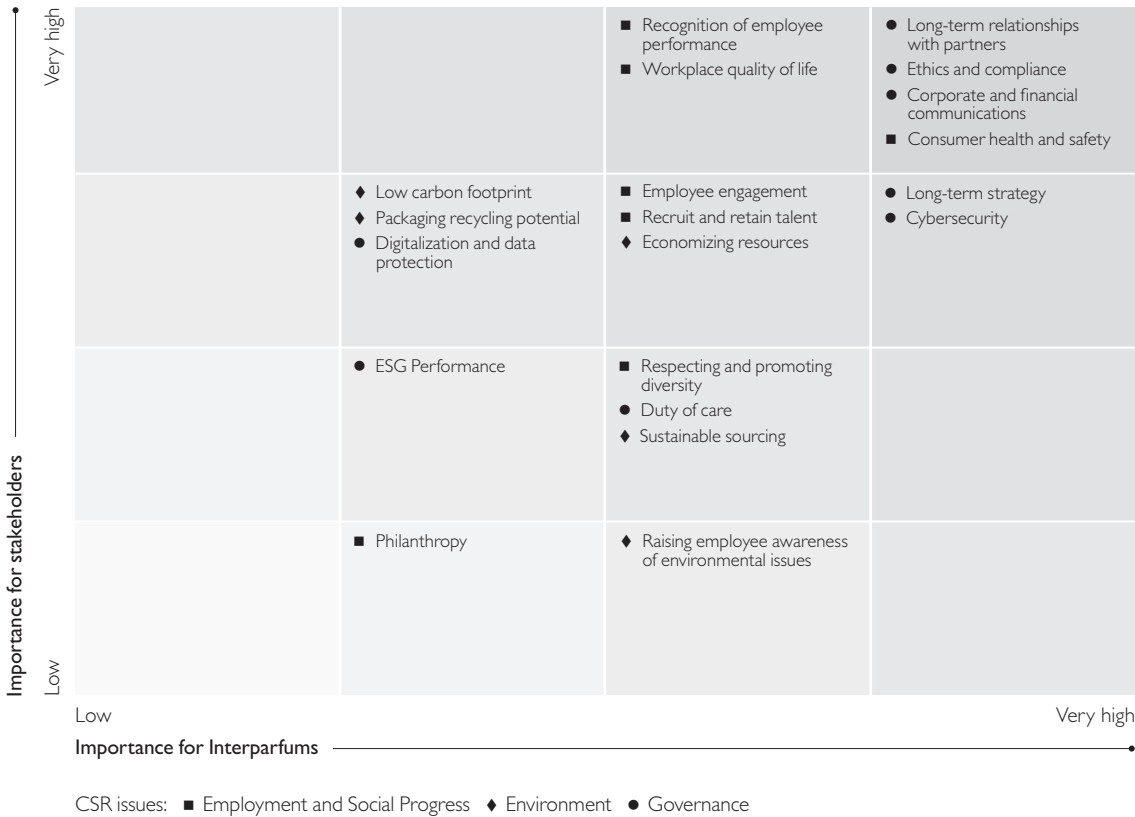 Very high
■ Recognition of employee
performance
■ Workplace quality of life
● Long-term relationships
with partners
● Ethics and compliance
● Corporate and financial
communications
■ Consumer health and safety
♦ Low carbon footprint
♦ Packaging recycling potential
● Digitalization and data
protection
■ Employee engagement
■ Recruit and retain talent
♦ Economizing resources
● Long-term strategy
● Cybersecurity
● ESG Performance
■ Respecting and promoting
diversity
● Duty of care
♦ Sustainable sourcing
■ Philanthropy
♦ Raising employee awareness
of environmental issues
Importance for stakeholders
Low
Low
Very high
Importance for Interparfums
CSR issues: ■ Employment and Social Progress ♦ Environment ● Governance